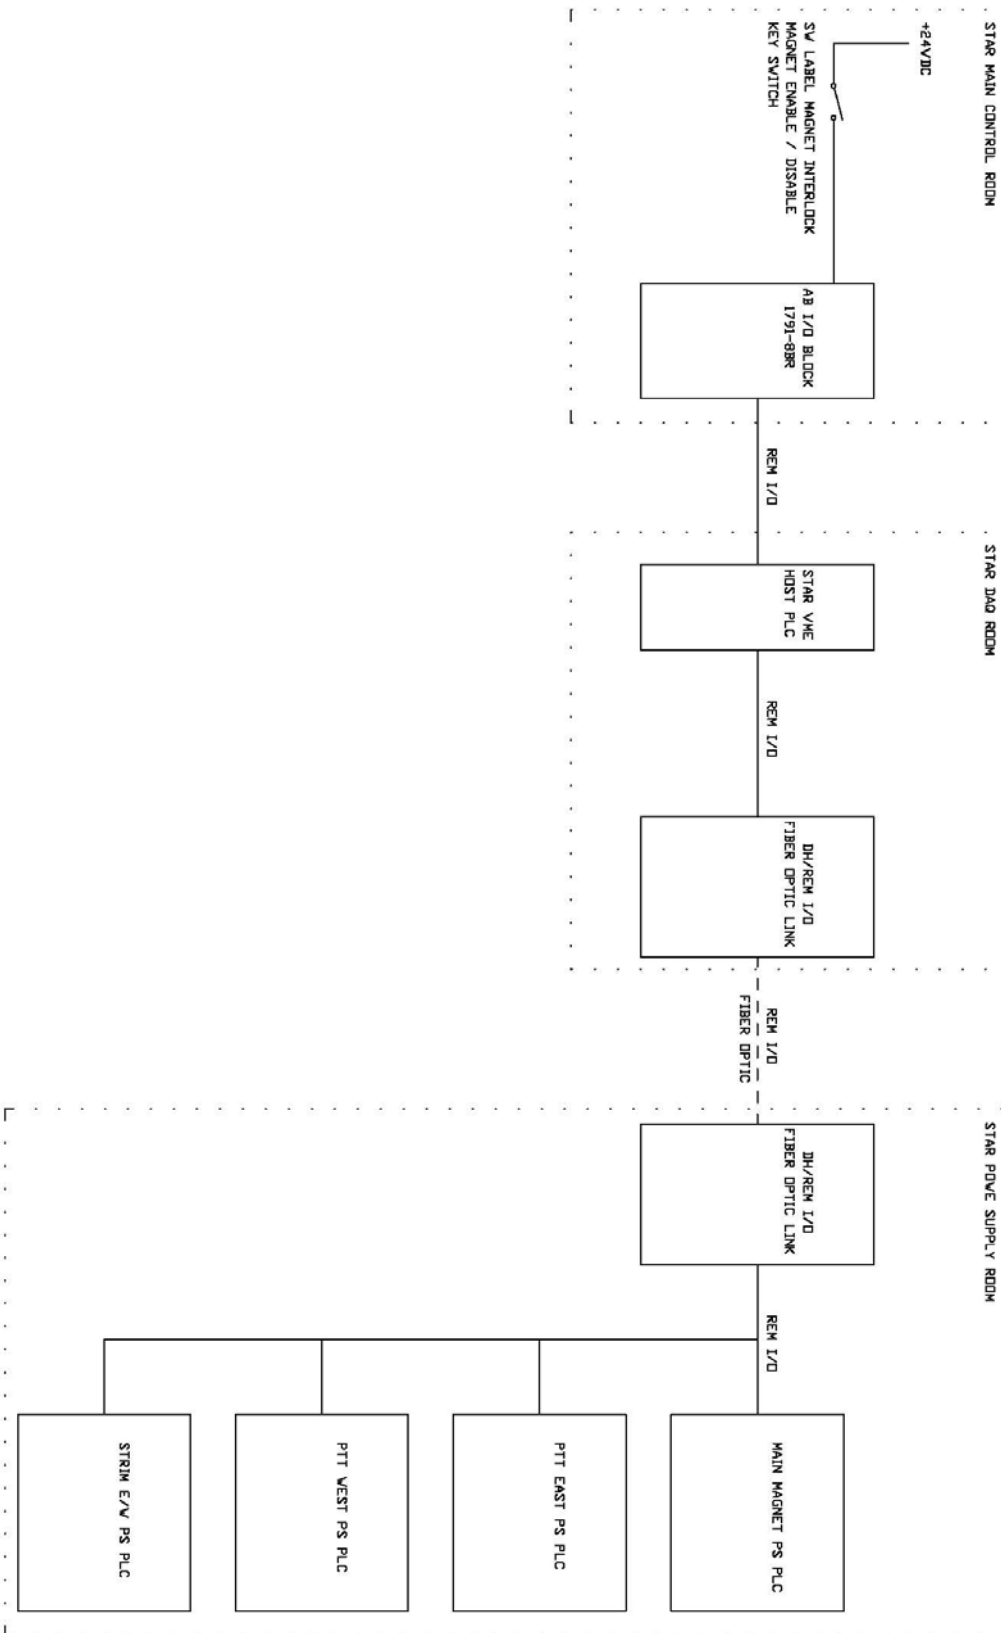 STAR MAIN CONTROL ROOM
+24VDC
SW LABEL MAGNET INTERLOCK
MAGNET ENABLE / DISABLE
KEY SWITCH
AB I/O BLOCK
1791-8BR
REM I/O
STAR DAQ ROOM
STAR VME
HOST PLC
REM I/O
DH/REM I/O
FIBER OPTIC LINK
REM I/O
FIBER OPTIC
STAR POWE SUPPLY ROOM
DH/REM I/O
FIBER OPTIC LINK
REM I/O
MAIN MAGNET PS PLC
PTT EAST PS PLC
PTT WEST PS PLC
STRIM E/W PS PLC